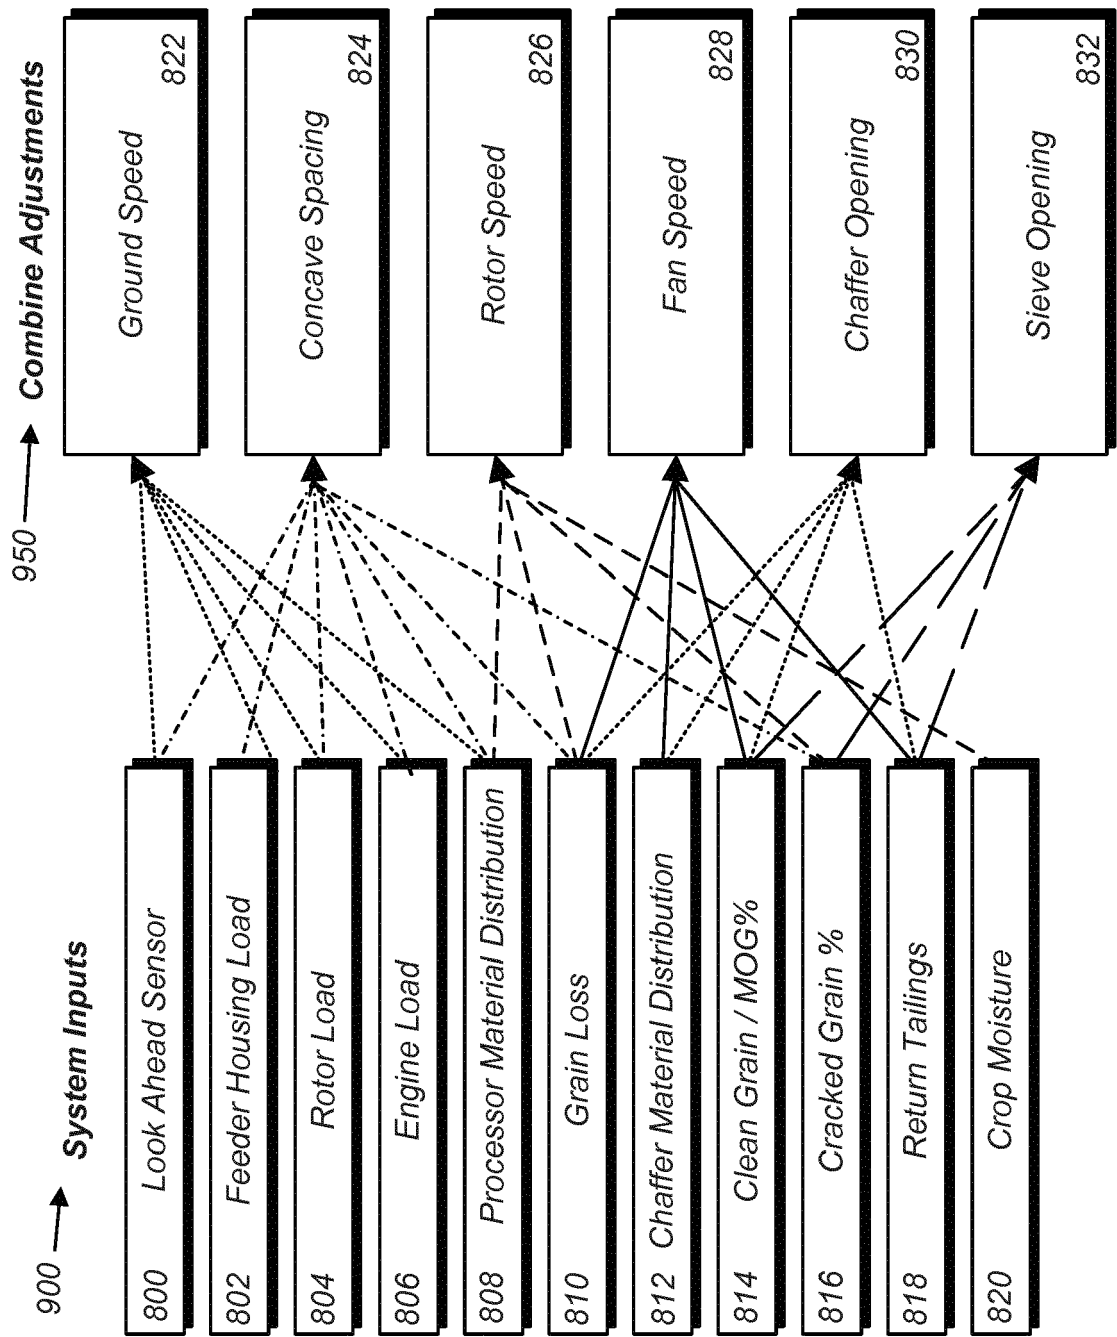 900
System Inputs
800 Look Ahead Sensor
802 Feeder Housing Load
804 Rotor Load
806 Engine Load
808 Processor Material Distribution
810 Grain Loss
812 Chaffer Material Distribution
814 Clean Grain / MOG%
816 Cracked Grain %
818 Return Tailings
820 Crop Moisture
950
Combine Adjustments
Ground Speed
822
Concave Spacing
824
Rotor Speed
826
Fan Speed
828
Chaffer Opening
830
Sieve Opening
832